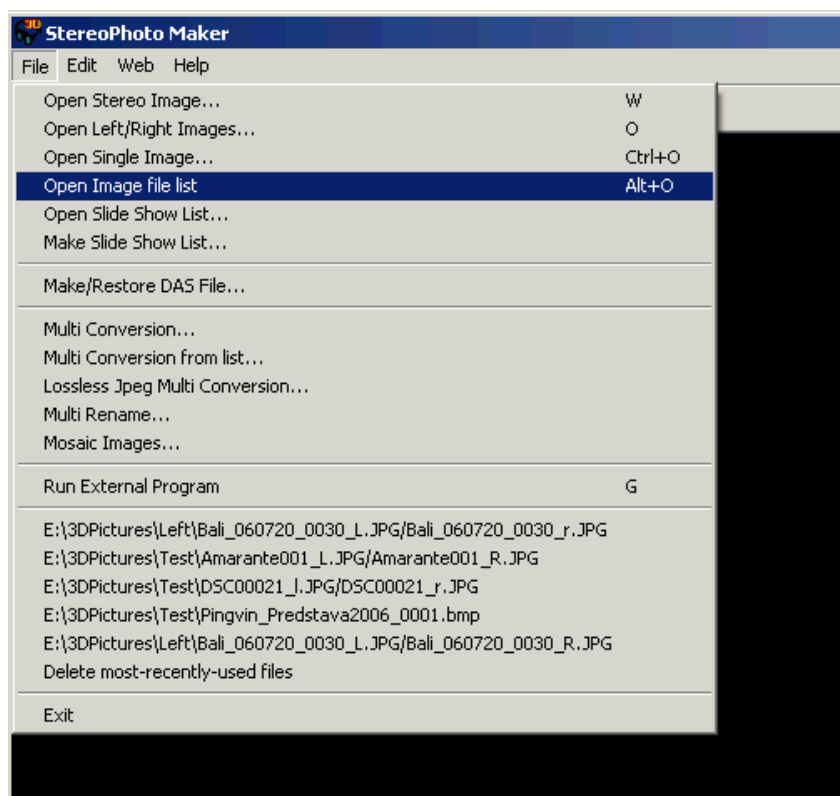 3D
StereoPhoto Maker
File Edit Web Help
Open Stereo Image... W
Open Left/Right Images... O
Open Single Image... Ctrl+O
Open Image file list Alt+O
Open Slide Show List...
Make Slide Show List...
Make/Restore DAS File...
Multi Conversion...
Multi Conversion from list...
Lossless Jpeg Multi Conversion...
Multi Rename...
Mosaic Images...
Run External Program G
E:\3DPictures\Left\Bali_060720_0030_L.JPG/Bali_060720_0030_r.JPG
E:\3DPictures\Test\Amarante001_L.JPG/Amarante001_R.JPG
E:\3DPictures\Test\DSC00021_l.JPG/DSC00021_r.JPG
E:\3DPictures\Test\Pingvin_Predstava2006_0001.bmp
E:\3DPictures\Left\Bali_060720_0030_L.JPG/Bali_060720_0030_R.JPG
Delete most-recently-used files
Exit